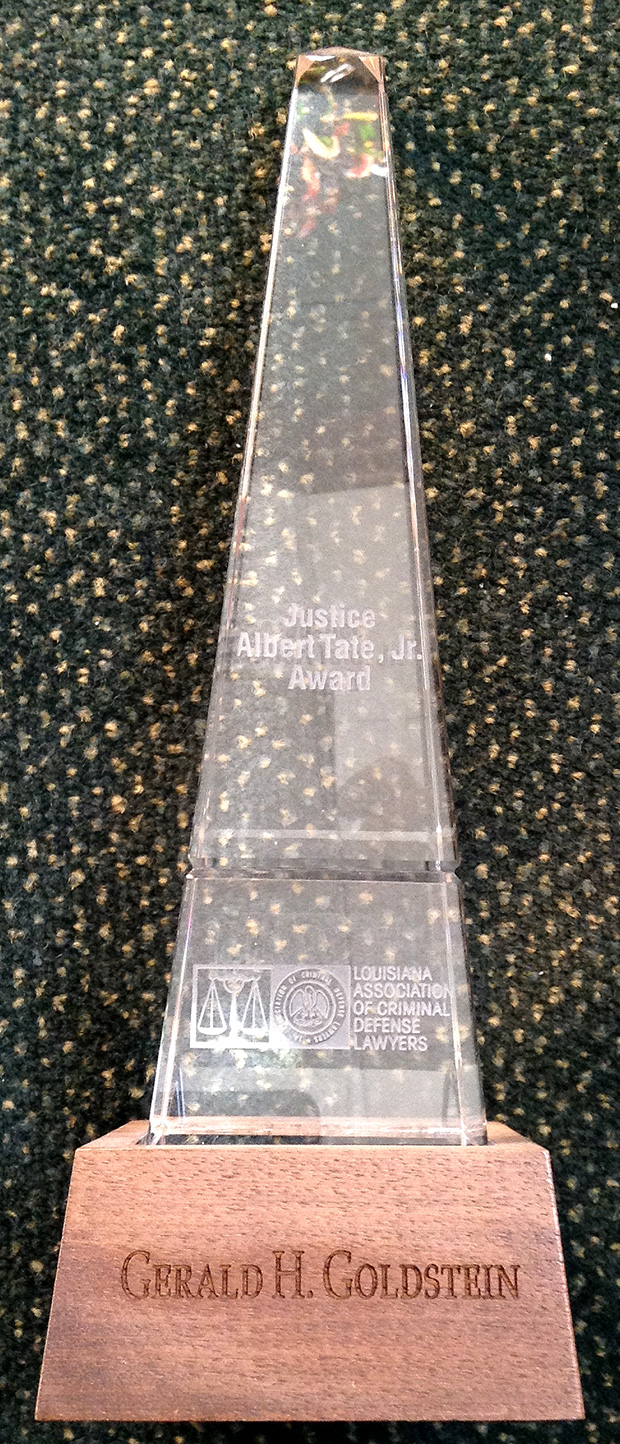 Justice
Albert Tate, Jr.
Award
LOUISIANA
ASSOCIATION
OF CRIMINAL
DEFENSE
LAWYERS
GERALD H. GOLDSTEIN